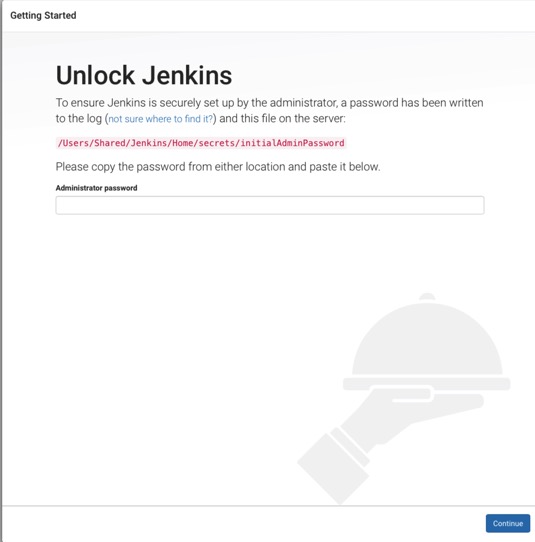 Getting Started
Unlock Jenkins
To ensure Jenkins is securely set up by the administrator, a password has been written
to the log (not sure where to find it?) and this file on the server:
/Users/Shared/Jenkins/Home/secrets/initialAdminPassword
Please copy the password from either location and paste it below.
Administrator password
Continue